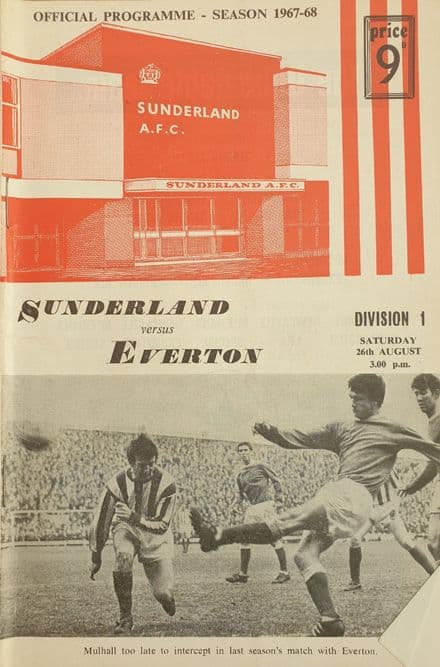 OFFICIAL PROGRAMME - SEASON 1967-68
price
9D
SUNDERLAND
A.F.C.
SUNDERLAND A.F.C.
SUNDERLAND
versus
EVERTON
DIVISION 1
SATURDAY
26th AUGUST
3.00 p.m.
Mulhall too late to intercept in last season's match with Everton.